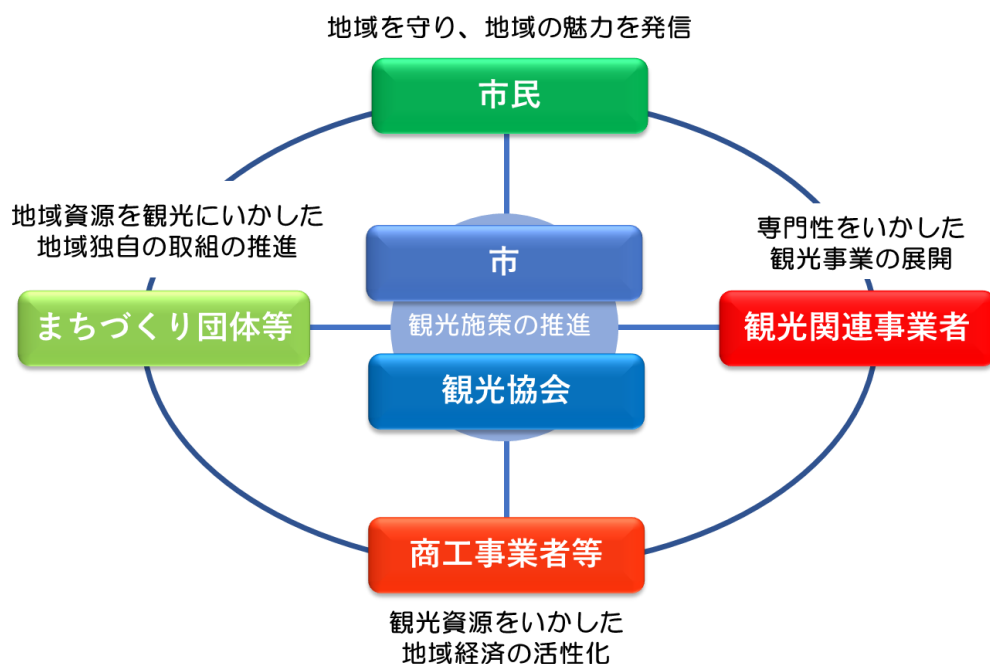 地域を守り、地域の魅力を発信
市民
地域資源を観光にいかした
地域独自の取組の推進
専門性をいかした
観光事業の展開
市
まちづくり団体等
観光施策の推進
観光関連事業者
観光協会
商工事業者等
観光資源をいかした
地域経済の活性化